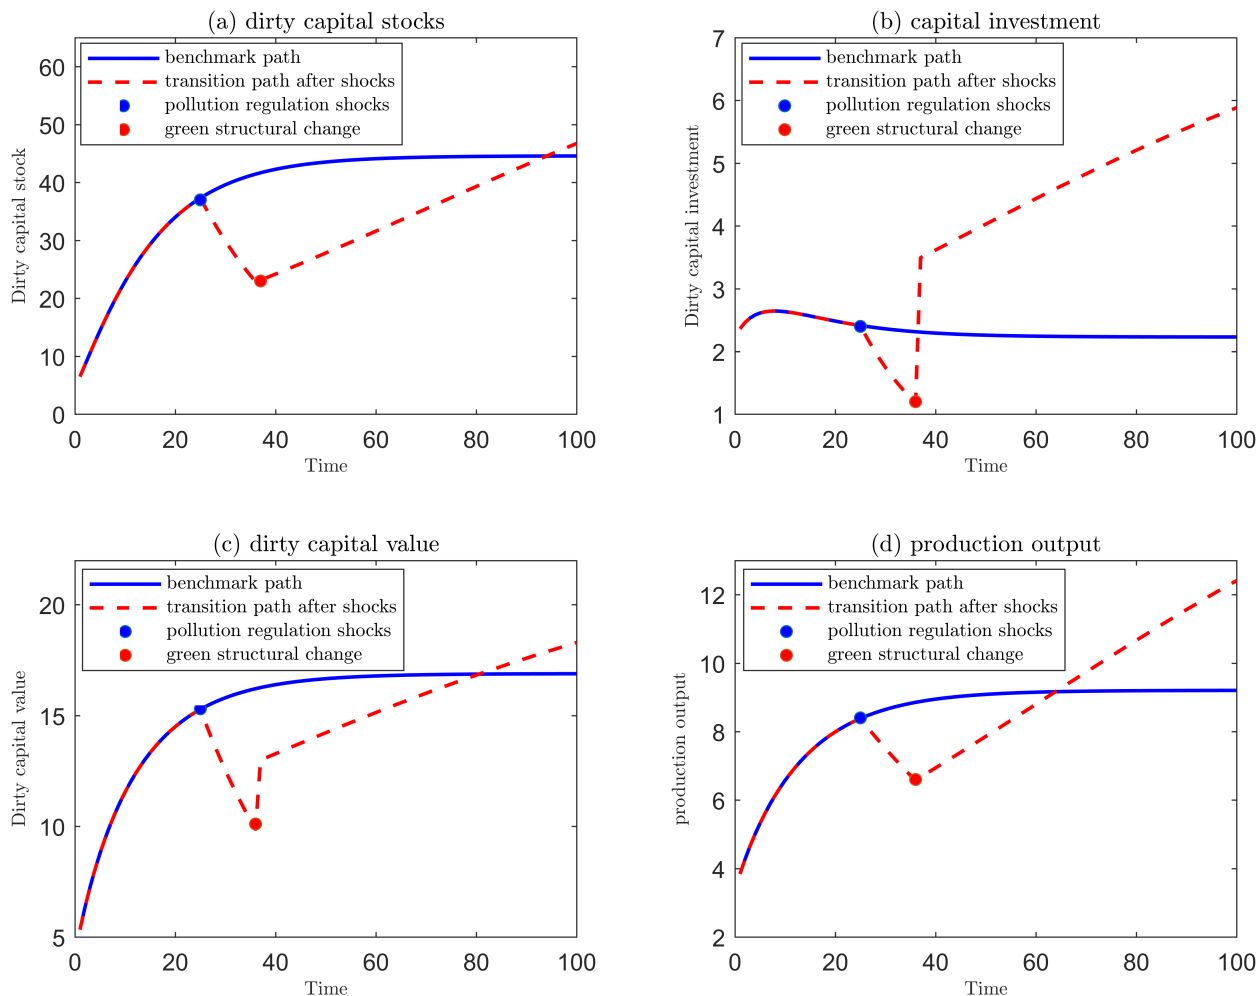 (a) dirty capital stocks
benchmark path
transition path after shocks
pollution regulation shocks
green structural change
Dirty capital stock
60
50
40
30
20
10
0
0 20 40 60 80 100
Time
(b) capital investment
benchmark path
transition path after shocks
pollution regulation shocks
green structural change
Dirty capital investment
7
6
5
4
3
2
1
0 20 40 60 80 100
Time
(c) dirty capital value
benchmark path
transition path after shocks
pollution regulation shocks
green structural change
Dirty capital value
20
15
10
5
0 20 40 60 80 100
Time
(d) production output
benchmark path
transition path after shocks
pollution regulation shocks
green structural change
production output
12
10
8
6
4
2
0 20 40 60 80 100
Time